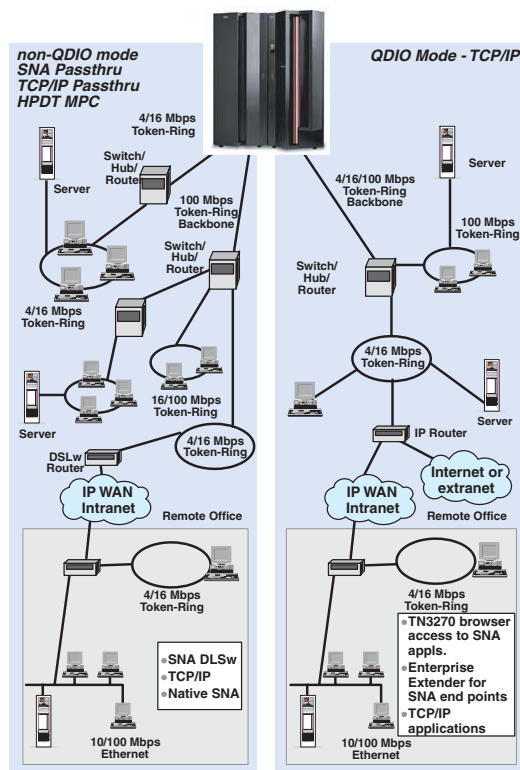 non-QDIO mode
SNA Passthru
TCP/IP Passthru
HPDT MPC
4/16 Mbps
Token-Ring
Switch/
Hub/
Router
Server
100 Mbps
Token-Ring
Backbone
Switch/
Hub/
Router
4/16 Mbps
Token-Ring
16/100 Mbps
Token-Ring
Server
4/16 Mbps
Token-Ring
DSLw
Router
IP WAN
Intranet
Remote Office
4/16 Mbps
Token-Ring
SNA DLSw
TCP/IP
Native SNA
10/100 Mbps
Ethernet
QDIO Mode - TCP/IP
Server
4/16/100 Mbps
Token-Ring
Backbone
100 Mbps
Token-Ring
Switch/
Hub/
Router
4/16 Mbps
Token-Ring
Server
IP Router
Internet or
extranet
IP WAN
Intranet
Remote Office
4/16 Mbps
Token-Ring
TN3270 browser
access to SNA
appls.
Enterprise
Extender for
SNA end points
TCP/IP
applications
10/100 Mbps
Ethernet